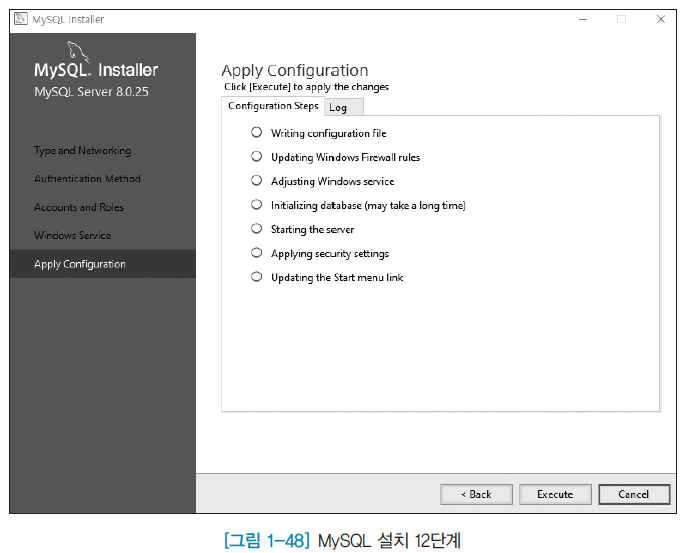 MySQL Installer
MySQL. Installer
MySQL Server 8.0.25
Type and Networking
Authentication Method
Accounts and Roles
Windows Service
Apply Configuration
Apply Configuration
Click [Execute] to apply the changes
Configuration Steps
Log
Writing configuration file
Updating Windows Firewall rules
Adjusting Windows service
Initializing database (may take a long time)
Starting the server
Applying security settings
Updating the Start menu link
< Back
Execute
Cancel
[그림 1-48] MySQL 설치 12단계